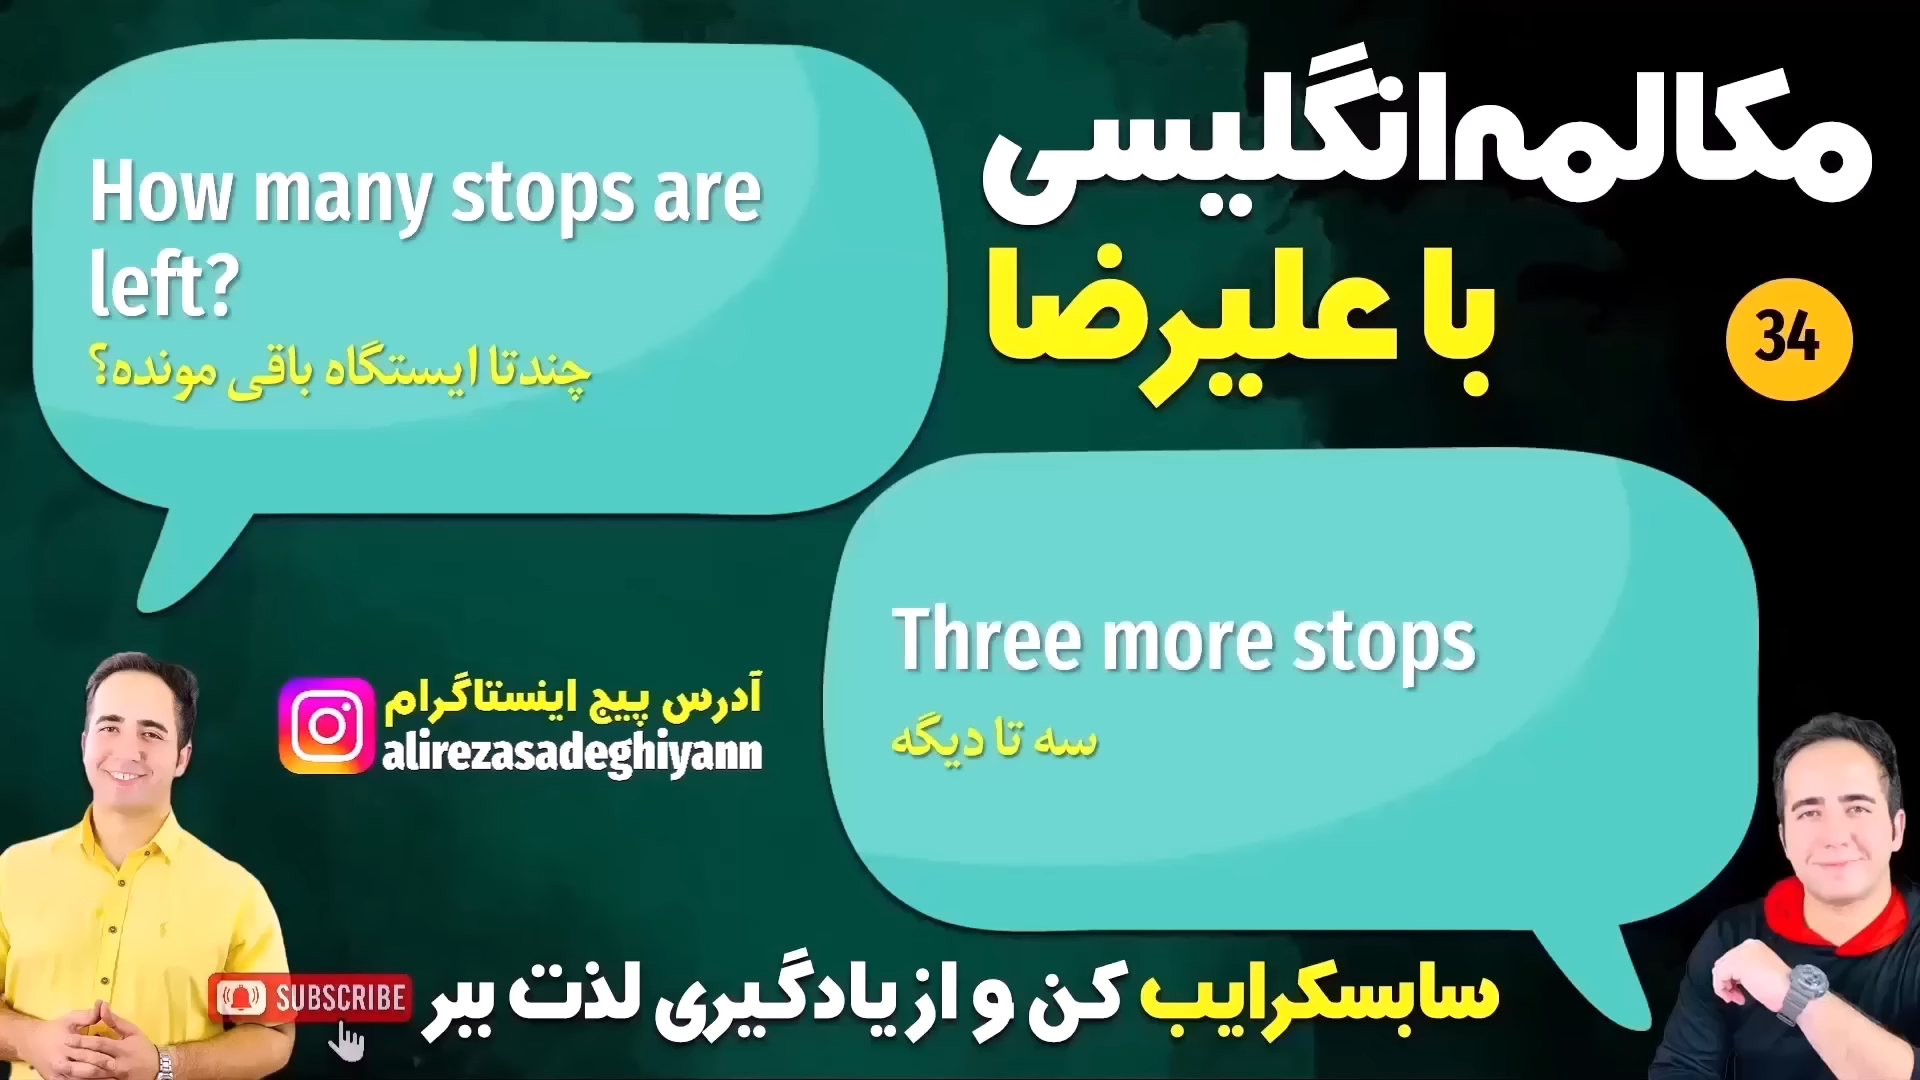 How many stops are
left?
چندتا ایستگاه باقی مونده؟
مکالمه انگلیسی
با علیرضا
34
Three more stops
سه تا دیگه
آدرس پیج اینستاگرام
alirezasadeghiyann
SUBSCRIBE
سابسکرایب کن و از یادگیری لذت ببر